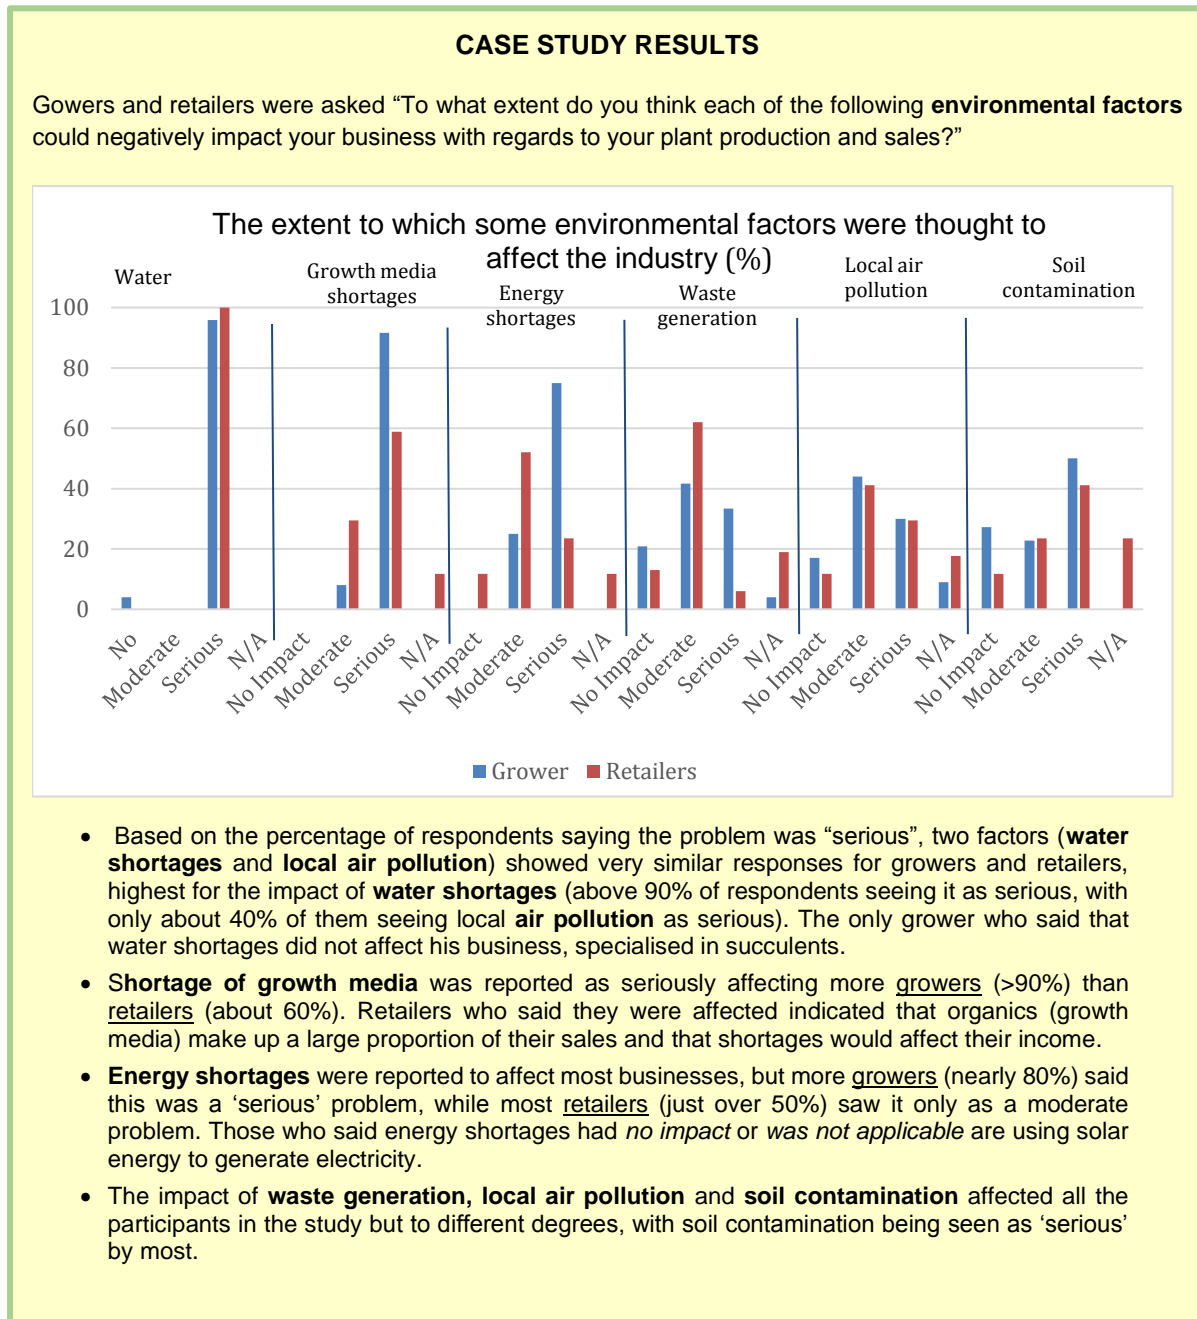 CASE STUDY RESULTS
Gowers and retailers were asked “To what extent do you think each of the following environmental factors
could negatively impact your business with regards to your plant production and sales?”
The extent to which some environmental factors were thought to
affect the industry (%)
Water
Growth media
shortages
Energy
shortages
Waste
generation
Local air
pollution
Soil
contamination
100
80
60
40
20
0
No
Moderate
Serious
N/A
No Impact
Moderate
Serious
N/A
No Impact
Moderate
Serious
N/A
No Impact
Moderate
Serious
N/A
No Impact
Moderate
Serious
N/A
No Impact
Moderate
Serious
N/A
Grower Retailers
• Based on the percentage of respondents saying the problem was “serious”, two factors (water
shortages and local air pollution) showed very similar responses for growers and retailers,
highest for the impact of water shortages (above 90% of respondents seeing it as serious, with
only about 40% of them seeing local air pollution as serious). The only grower who said that
water shortages did not affect his business, specialised in succulents.
• Shortage of growth media was reported as seriously affecting more growers (>90%) than
retailers (about 60%). Retailers who said they were affected indicated that organics (growth
media) make up a large proportion of their sales and that shortages would affect their income.
• Energy shortages were reported to affect most businesses, but more growers (nearly 80%) said
this was a ‘serious’ problem, while most retailers (just over 50%) saw it only as a moderate
problem. Those who said energy shortages had no impact or was not applicable are using solar
energy to generate electricity.
• The impact of waste generation, local air pollution and soil contamination affected all the
participants in the study but to different degrees, with soil contamination being seen as ‘serious’
by most.